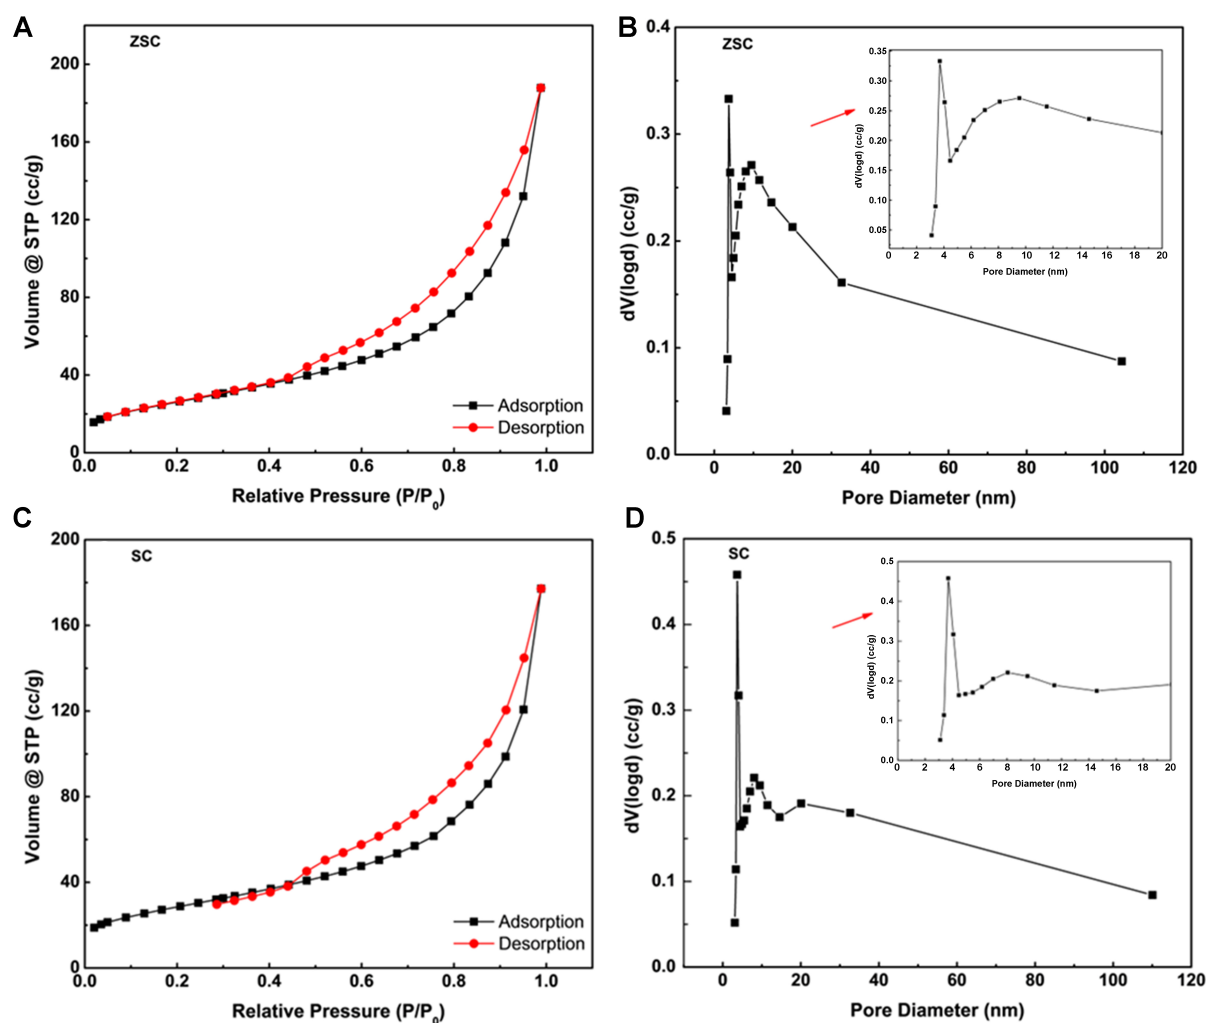 A
ZSC
200
160
120
80
40
0
Volume @ STP (cc/g)
Adsorption
Desorption
0.0 0.2 0.4 0.6 0.8 1.0
Relative Pressure (P/P0)
B
ZSC
0.4
0.3
0.2
0.1
0.0
dV(logd) (cc/g)
0 20 40 60 80 100 120
Pore Diameter (nm)
0.35
0.30
0.25
0.20
0.15
0.10
0.05
dV(logd) (cc/g)
0 2 4 6 8 10 12 14 16 18 20
Pore Diameter (nm)
C
SC
200
160
120
80
40
0
Volume @ STP (cc/g)
Adsorption
Desorption
0.0 0.2 0.4 0.6 0.8 1.0
Relative Pressure (P/P0)
D
SC
0.5
0.4
0.3
0.2
0.1
0.0
dV(logd) (cc/g)
0 20 40 60 80 100 120
Pore Diameter (nm)
0.5
0.4
0.3
0.2
0.1
0.0
dV(logd) (cc/g)
0 2 4 6 8 10 12 14 16 18 20
Pore Diameter (nm)